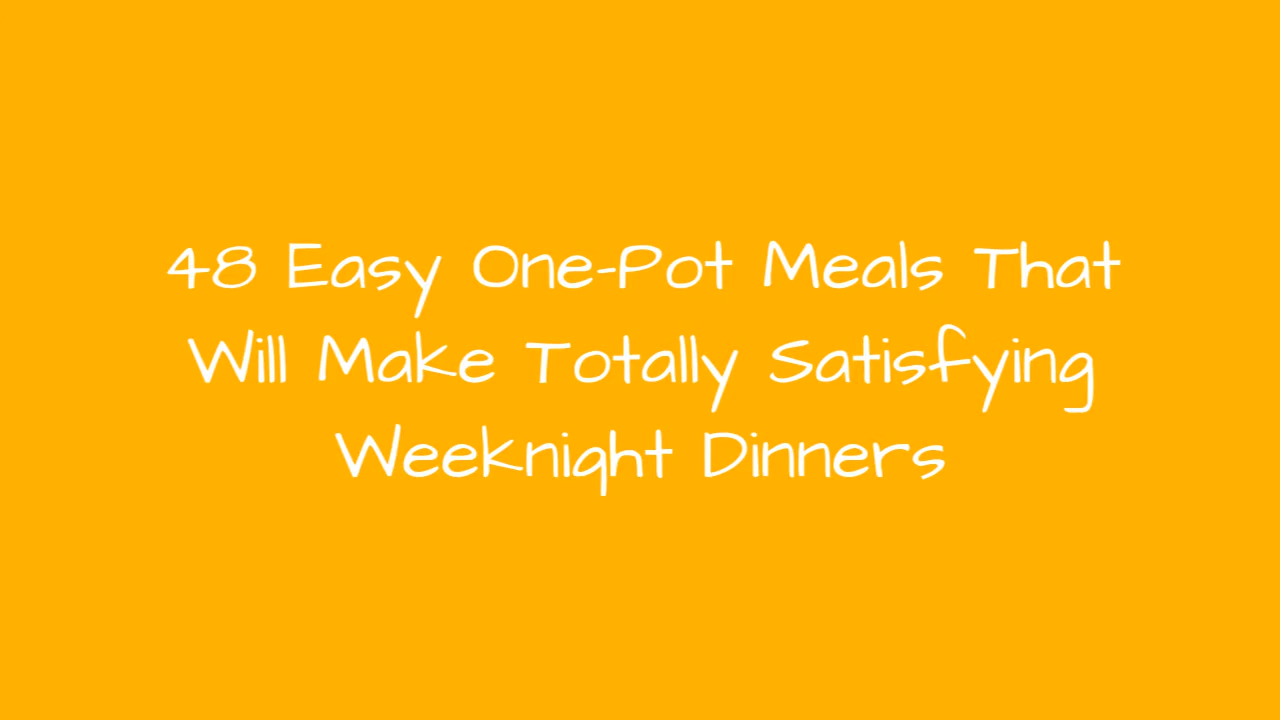 48 Easy One-Pot Meals That
Will Make Totally Satisfying
Weeknight Dinners